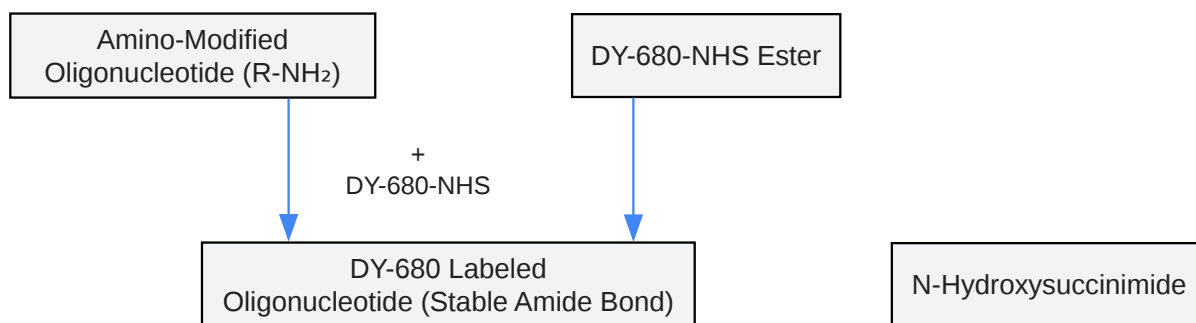 Amino-Modified
Oligonucleotide (R-NH₂)
DY-680-NHS Ester
+
DY-680-NHS
DY-680 Labeled
Oligonucleotide (Stable Amide Bond)
N-Hydroxysuccinimide